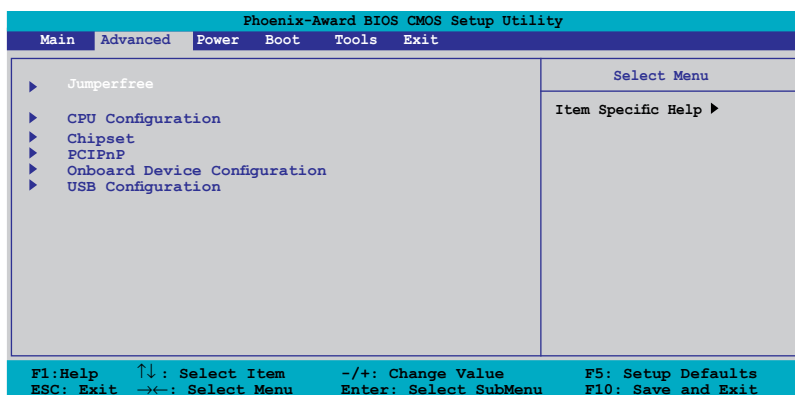 Phoenix-Award BIOS CMOS Setup Utility
Main Advanced Power Boot Tools Exit
Jumperfree
CPU Configuration
Chipset
PCIPnP
Onboard Device Configuration
USB Configuration
Select Menu
Item Specific Help
F1:Help ↑↓: Select Item -/+: Change Value F5: Setup Defaults
ESC: Exit →←: Select Menu Enter: Select SubMenu F10: Save and Exit